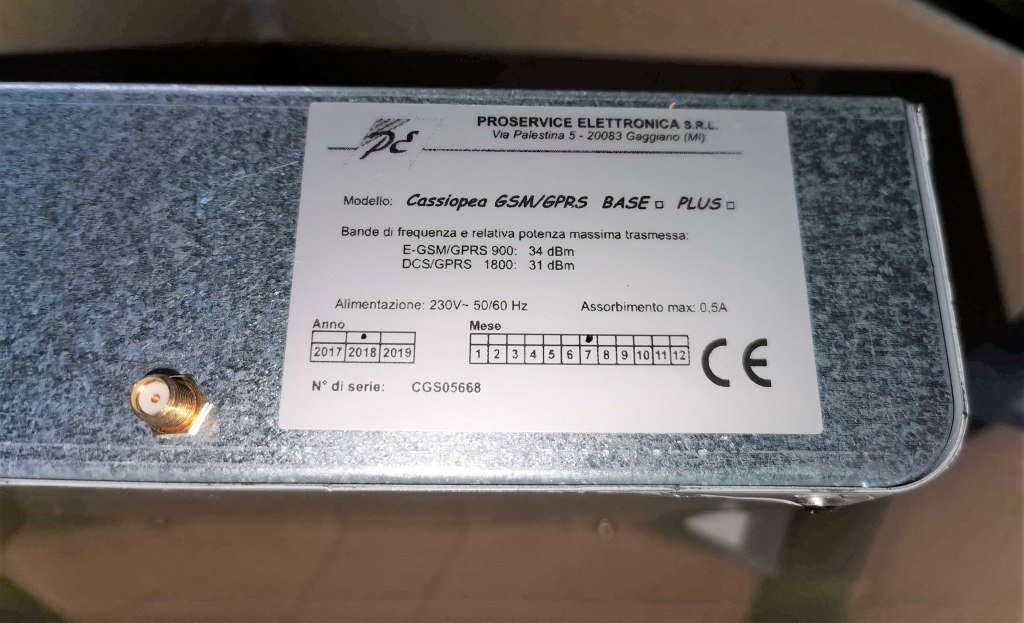 PROSERVICE ELETTRONICA S.R.L.
Via Palestina 5 - 20083 Gaggiano (MI)
pE
Modello: Cassiopea GSM/GPRS BASE □ PLUS □
Bande di frequenza e relativa potenza massima trasmessa:
E-GSM/GPRS 900: 34 dBm
DCS/GPRS 1800: 31 dBm
Alimentazione: 230V~ 50/60 Hz Assorbimento max: 0,5A
Anno Mese
2017 2018 2019 1 2 3 4 5 6 7 8 9 10 11 12
CE
N° di serie: CGS05668